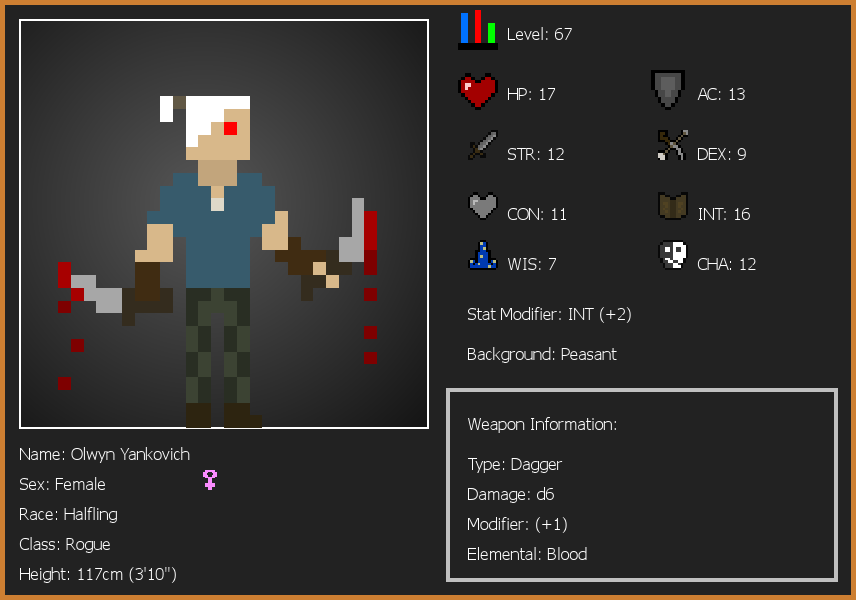 Level: 67
HP: 17
AC: 13
STR: 12
DEX: 9
CON: 11
INT: 16
WIS: 7
CHA: 12
Stat Modifier: INT (+2)
Background: Peasant
Weapon Information:
Type: Dagger
Damage: d6
Modifier: (+1)
Elemental: Blood
Name: Olwyn Yankovich
Sex: Female
Race: Halfling
Class: Rogue
Height: 117cm (3'10")